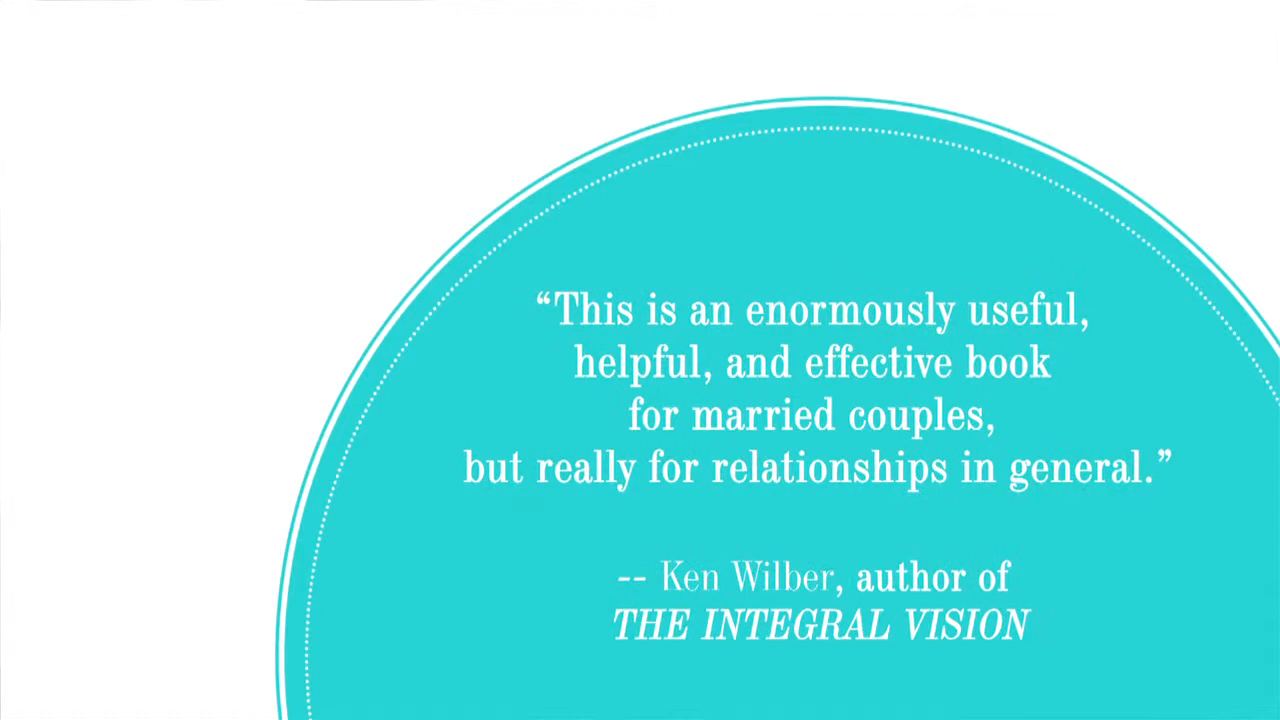 “This is an enormously useful,
helpful, and effective book
for married couples,
but really for relationships in general.”
-- Ken Wilber, author of
THE INTEGRAL VISION